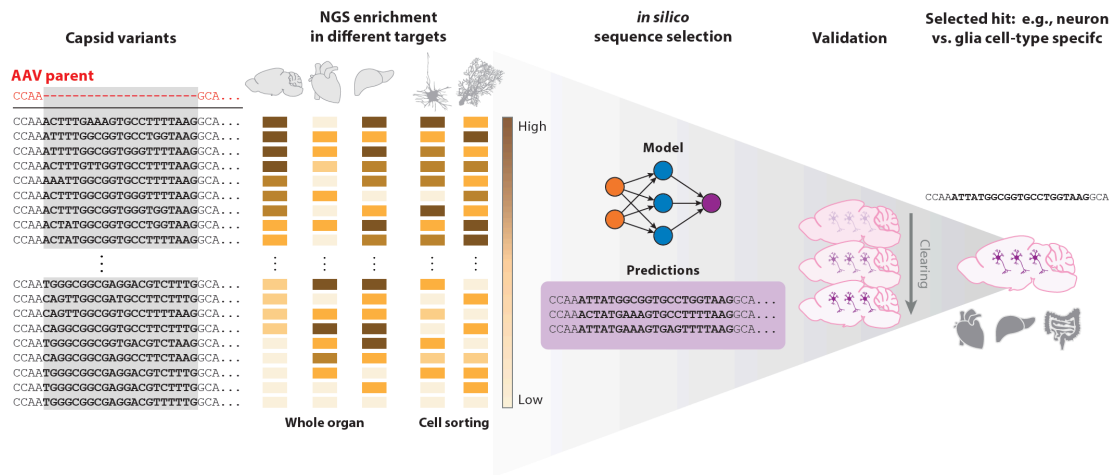 Capsid variants
NGS enrichment
in different targets
in silico
sequence selection
Validation
Selected hit: e.g., neuron
vs. glia cell-type specifc
AAV parent
CCAA---------------------GCA...
CCAAACTTTGAAAGTGCCTTTTAAGGCA...
CCAAATTTTGGCGGTGCCTGGTAAGGCA...
CCAAATTTTGGCGGTGGGTTTTAAGGCA...
CCAAACTTTGTTGGTGCCTTTTAAGGCA...
CCAAAAATTGGCGGTGCCTTTTAAGGCA...
CCAAACTTTGGCGGTGCCTTTTAAGGCA...
CCAAACTTTGGCGGTGGGTGGTAAGGCA...
CCAAACTATGGCGGTGCCTGGTAAGGCA...
CCAAACTATGGCGGTGCCTTTTAAGGCA...
CCAATGGGCGGCGAGGACGTCTTTGGCA...
CCAACAGTTGGCGATGCCTTCTTTGGCA...
CCAACAGTTGGCGGTGCCTTTTAAGGCA...
CCAACAGGCGGCGGTGCCTTCTTTGGCA...
CCAATGGGCGGCGGTGACGTCTAAGGCA...
CCAACAGGCGGCGAGGCCTTCTAAGGCA...
CCAATGGGCGGCGAGGACGTCTTTGGCA...
CCAATGGGCGGCGAGGACGTCTTTGGCA...
CCAATGGGCGGCGAGGACGTTTTTGGCA...
Whole organ
Cell sorting
High
Low
Model
Predictions
CCAAATTATGGCGGTGCCTGGTAAGGCA...
CCAAACTATGAAAGTGCCTTTTAAGGCA...
CCAAATTATGAAAGTGAGTTTTAAGGCA...
Clearing
CCAAATTATGGCGGTGCCTGGTAAGGCA